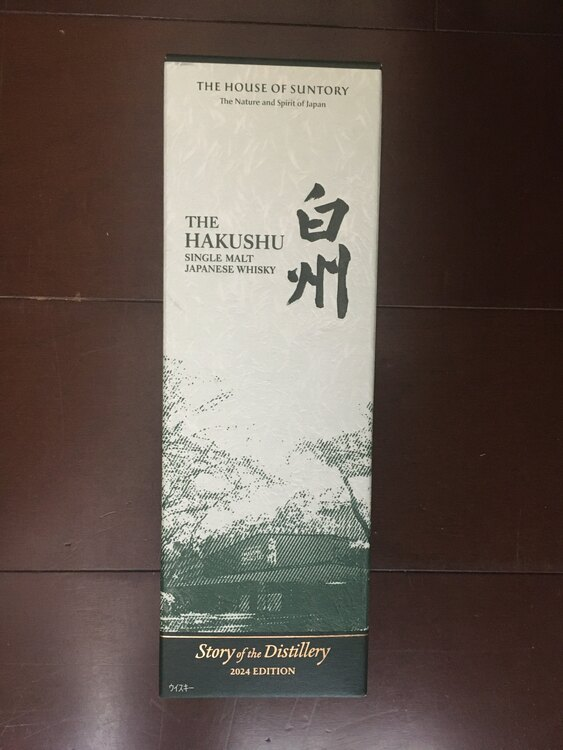 THE HOUSE OF SUNTORY
The Nature and Spirit of Japan
白州
THE
HAKUSHU
SINGLE MALT
JAPANESE WHISKY
Story of the Distillery
2024 EDITION
ウイスキー